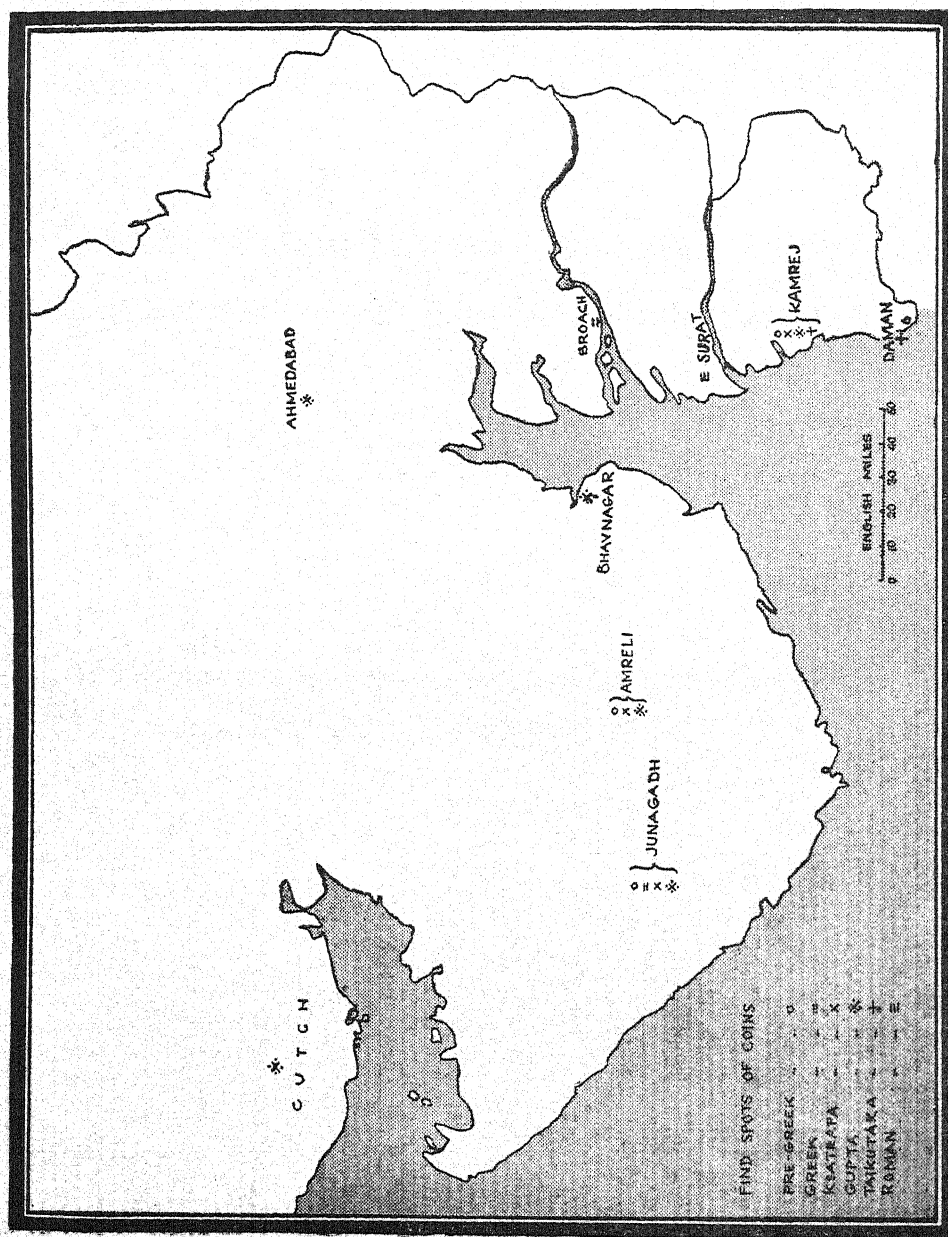 CUTCH
AHMEDABAD
JUNAGADH
AMRELI
BHAVNAGAR
BROACH
SURAT
KAMREJ
DAMAN
ENGLISH MILES
0 10 20 30 40 50
FIND SPOTS OF COINS
PRE-GREEK - - o
GREEK - - =
KSATRAPA - - x
GUPTA - - ※
TAIKUTAKA - - †
ROMAN - - ≡